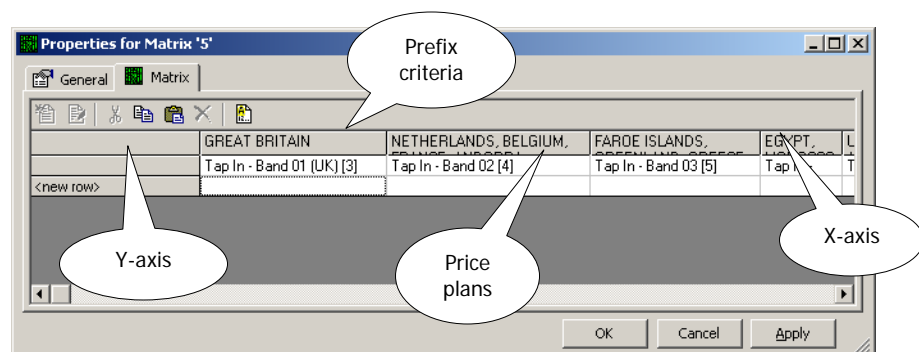 Properties for Matrix '5'
Prefix
criteria
General Matrix
GREAT BRITAIN NETHERLANDS, BELGIUM, FAROE ISLANDS, EGYPT,
Tap In - Band 01 (UK) [3] Tap In - Band 02 [4] Tap In - Band 03 [5] Tap In - T
<new row>
Y-axis
Price
plans
X-axis
OK Cancel Apply